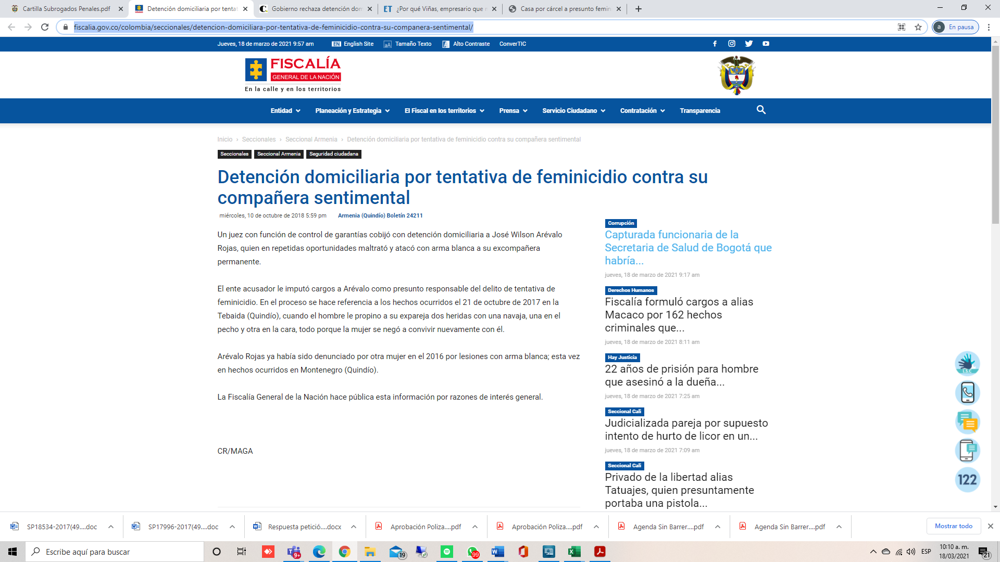 Cartilla Subrogados Penales.pdf
Detención domiciliaria por tentat
Gobierno rechaza detención dom
ET ¿Por qué Viñas, empresario que
Casa por cárcel a presunto femin
fiscalia.gov.co/colombia/seccionales/detencion-domiciliara-por-tentativa-de-feminicidio-contra-su-companera-sentimental/
a En pausa
Jueves, 18 de marzo de 2021 9:57 am
EN English Site
aA Tamaño Texto
A Alto Contraste
ConverTIC
FISCALÍA
GENERAL DE LA NACIÓN
En la calle y en los territorios
Entidad
Planeación y Estrategia
El Fiscal en los territorios
Prensa
Servicio Ciudadano
Contratación
Transparencia
Inicio › Seccionales › Seccional Armenia › Detención domiciliaria por tentativa de feminicidio contra su compañera sentimental
Seccionales Seccional Armenia Seguridad ciudadana
Detención domiciliaria por tentativa de feminicidio contra su
compañera sentimental
miércoles, 10 de octubre de 2018 5:59 pm Armenia (Quindío) Boletín 24211
Un juez con función de control de garantías cobijó con detención domiciliaria a José Wilson Arévalo
Rojas, quien en repetidas oportunidades maltrató y atacó con arma blanca a su excompañera
permanente.
El ente acusador le imputó cargos a Arévalo como presunto responsable del delito de tentativa de
feminicidio. En el proceso se hace referencia a los hechos ocurridos el 21 de octubre de 2017 en la
Tebaida (Quindío), cuando el hombre le propino a su expareja dos heridas con una navaja, una en el
pecho y otra en la cara, todo porque la mujer se negó a convivir nuevamente con él.
Arévalo Rojas ya había sido denunciado por otra mujer en el 2016 por lesiones con arma blanca; esta vez
en hechos ocurridos en Montenegro (Quindío).
La Fiscalía General de la Nación hace pública esta información por razones de interés general.
CR/MAGA
Corrupción
Capturada funcionaria de la
Secretaria de Salud de Bogotá que
habría...
jueves, 18 de marzo de 2021 9:17 am
Derechos Humanos
Fiscalía formuló cargos a alias
Macaco por 162 hechos
criminales que...
jueves, 18 de marzo de 2021 8:11 am
Hay Justicia
22 años de prisión para hombre
que asesinó a la dueña...
jueves, 18 de marzo de 2021 7:25 am
Seccional Cali
Judicializada pareja por supuesto
intento de hurto de licor en un...
jueves, 18 de marzo de 2021 7:09 am
Seccional Cali
Privado de la libertad alias
Tatuajes, quien presuntamente
portaba una pistola...
L.S.C
122
SP18534-2017(49....doc
SP17996-2017(49....doc
Respuesta petició....docx
Aprobación Poliza....pdf
Aprobación Poliza....pdf
Agenda Sin Barrer....pdf
Agenda Sin Barrer....pdf
Mostrar todo
Escribe aquí para buscar
9+
19
99
ESP
10:10 a. m.
18/03/2021
21